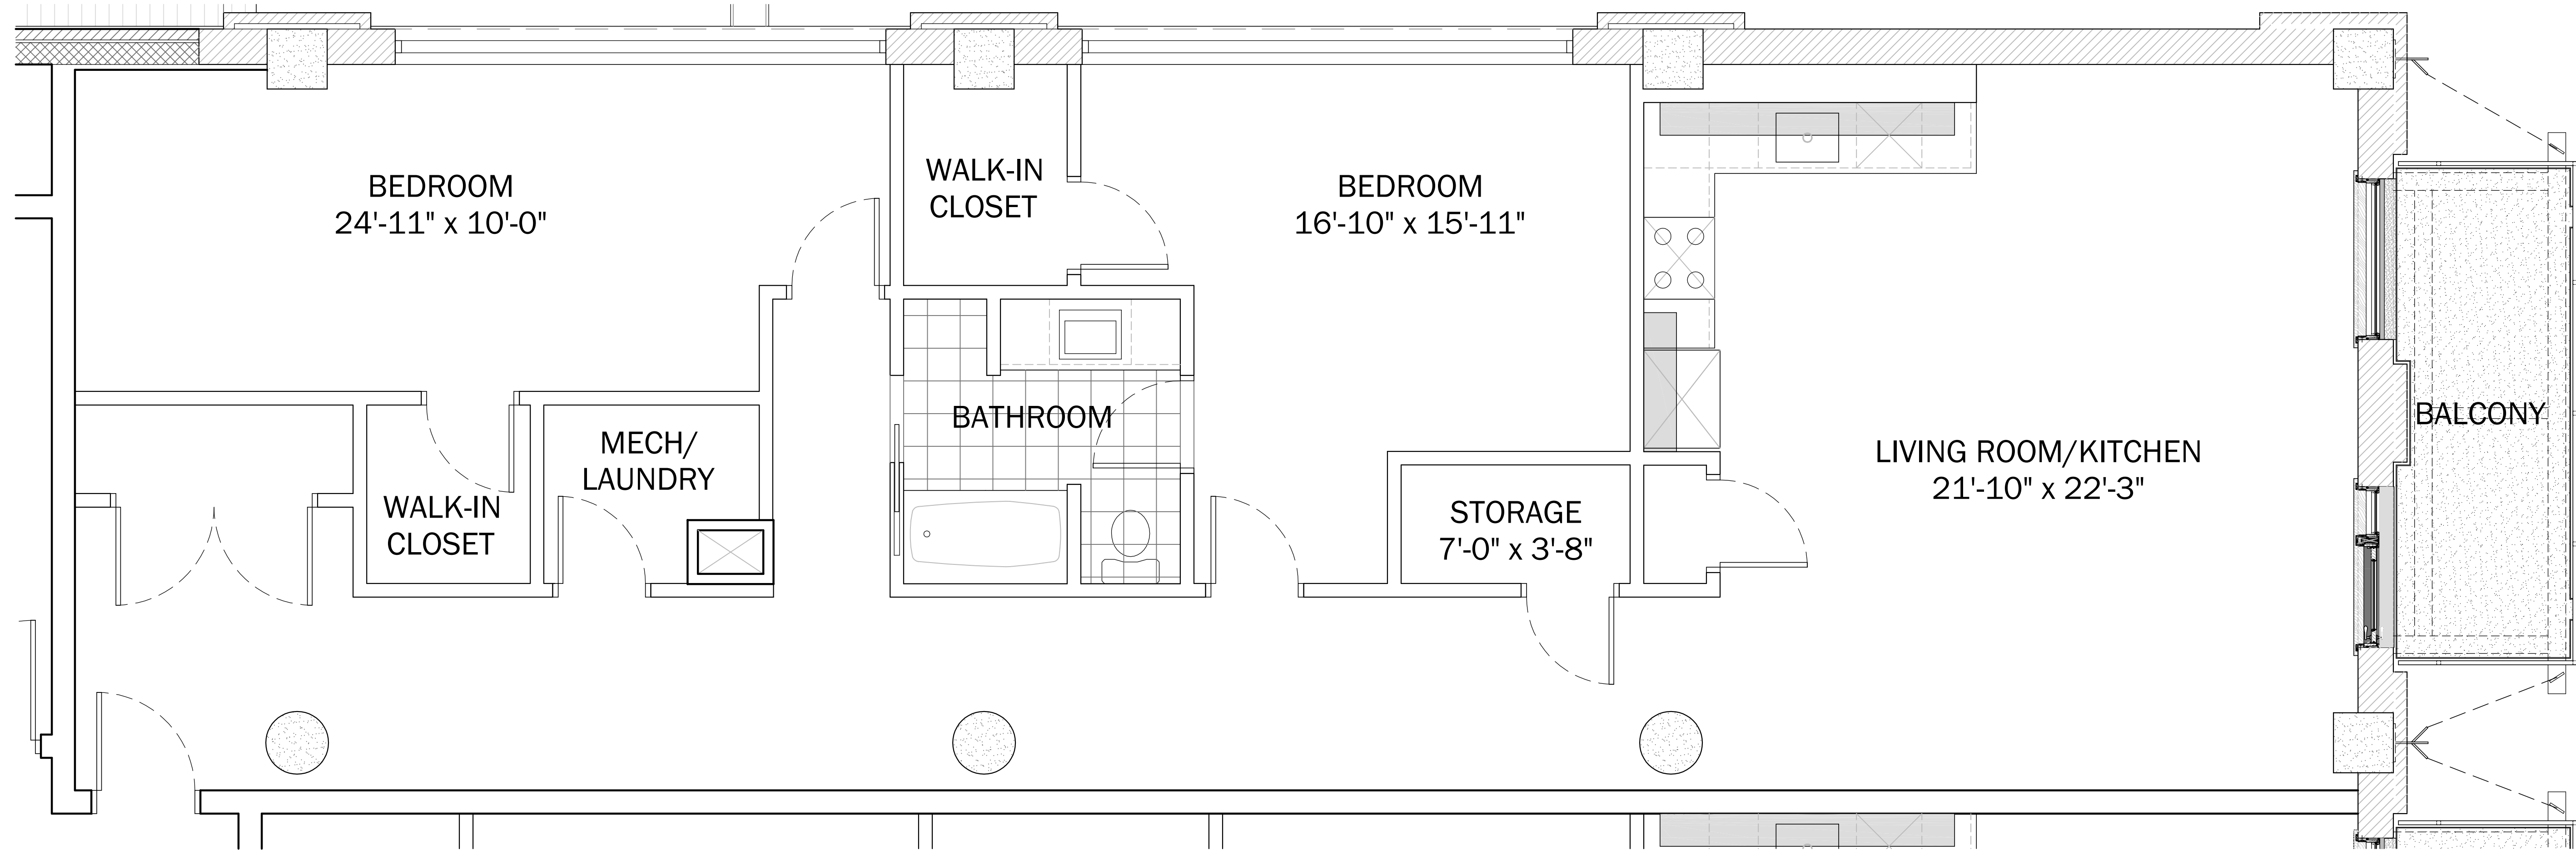 BEDROOM
24'-11" x 10'-0"
WALK-IN
CLOSET
BEDROOM
16'-10" x 15'-11"
WALK-IN
CLOSET
MECH/
LAUNDRY
BATHROOM
STORAGE
7'-0" x 3'-8"
LIVING ROOM/KITCHEN
21'-10" x 22'-3"
BALCONY